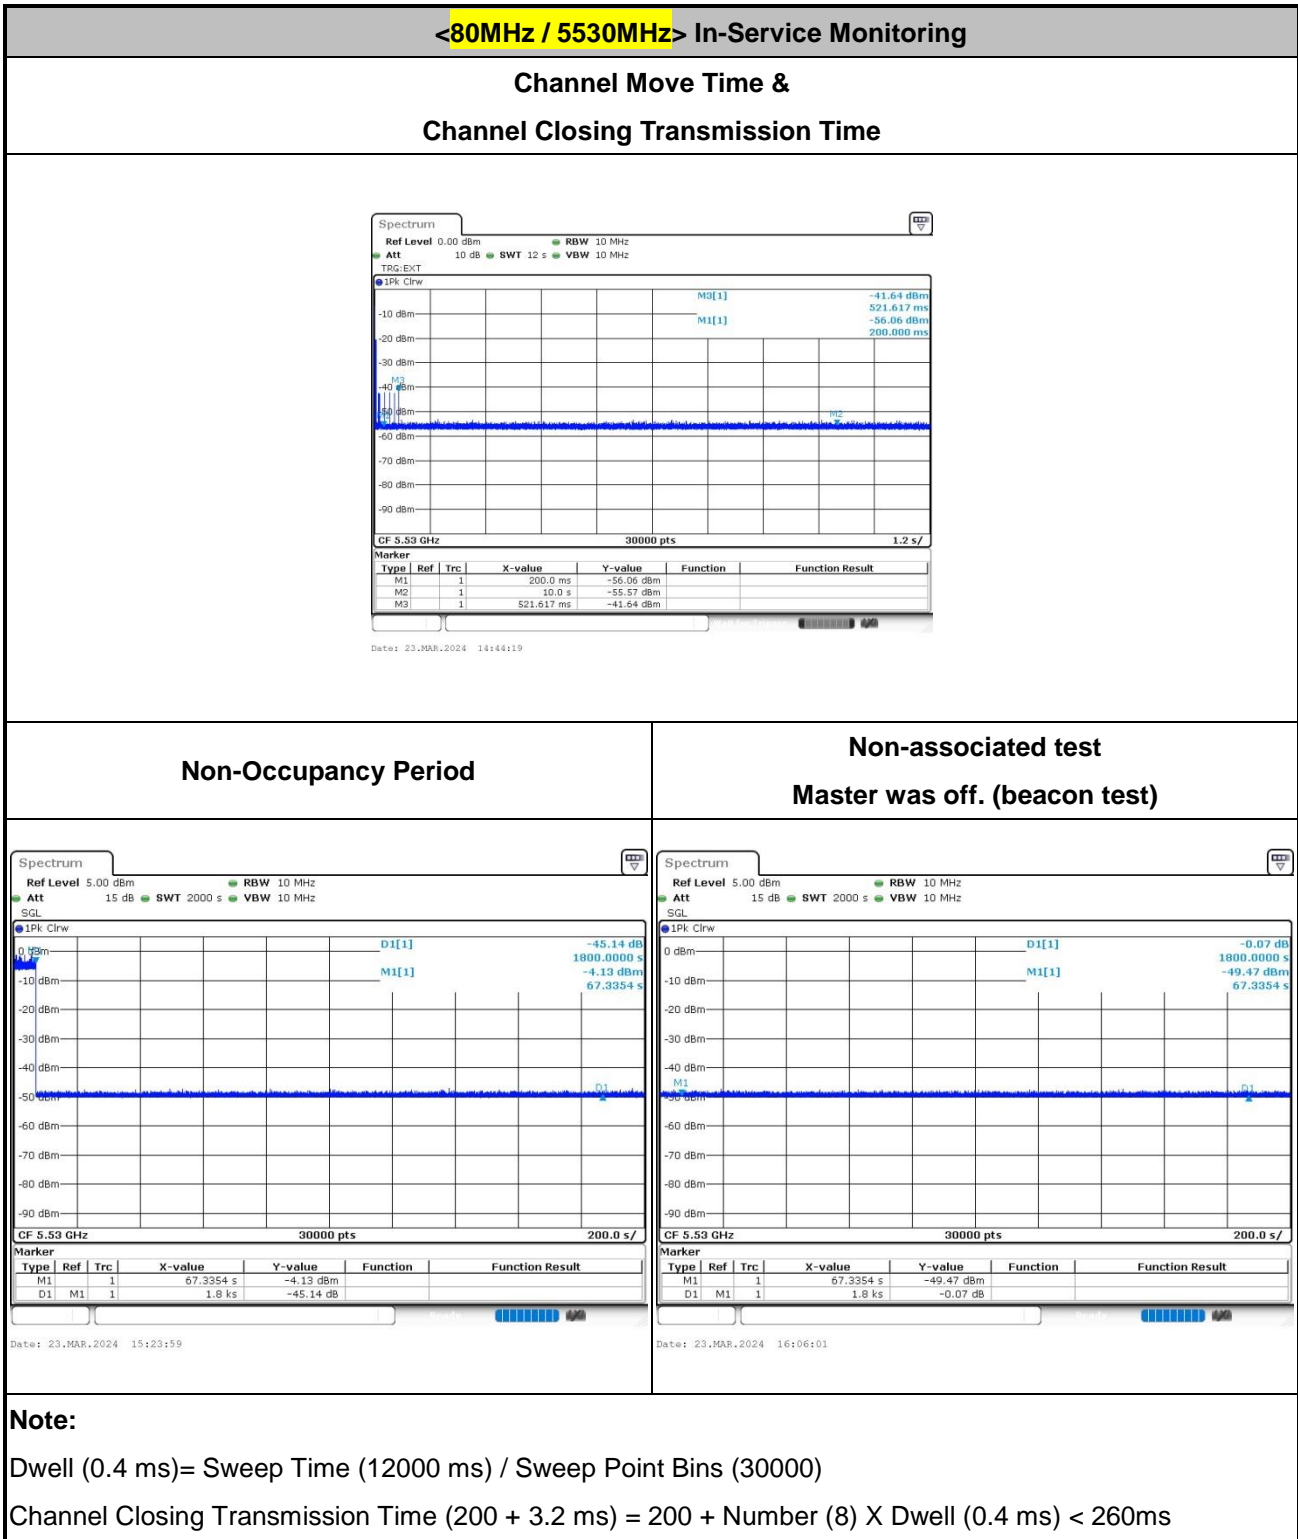 <80MHz / 5530MHz> In-Service Monitoring
Channel Move Time &
Channel Closing Transmission Time
Spectrum
Ref Level 0.00 dBm RBW 10 MHz
Att 10 dB SWT 12 s VBW 10 MHz
TRG:EXT
1Pk Clrw
M3[1] -41.64 dBm
521.617 ms
-10 dBm
M1[1] -56.06 dBm
200.000 ms
-20 dBm
-30 dBm
M3
-40 dBm
-50 dBm
M2
-60 dBm
-70 dBm
-80 dBm
-90 dBm
CF 5.53 GHz 30000 pts 1.2 s/
Marker
Type Ref Trc X-value Y-value Function Function Result
M1 1 200.0 ms -56.06 dBm
M2 1 10.0 s -55.57 dBm
M3 1 521.617 ms -41.64 dBm
Date: 23.MAR.2024 14:44:19
Non-Occupancy Period
Non-associated test
Master was off. (beacon test)
Spectrum
Ref Level 5.00 dBm RBW 10 MHz
Att 15 dB SWT 2000 s VBW 10 MHz
SGL
1Pk Clrw
D1[1] -45.14 dB
0 dBm 1800.0000 s
M1[1] -4.13 dBm
-10 dBm 67.3354 s
-20 dBm
-30 dBm
-40 dBm
D1
-50 dBm
-60 dBm
-70 dBm
-80 dBm
-90 dBm
CF 5.53 GHz 30000 pts 200.0 s/
Marker
Type Ref Trc X-value Y-value Function Function Result
M1 1 67.3354 s -4.13 dBm
D1 M1 1 1.8 ks -45.14 dB
Date: 23.MAR.2024 15:23:59
Spectrum
Ref Level 5.00 dBm RBW 10 MHz
Att 15 dB SWT 2000 s VBW 10 MHz
SGL
1Pk Clrw
D1[1] -0.07 dB
0 dBm 1800.0000 s
M1[1] -49.47 dBm
-10 dBm 67.3354 s
-20 dBm
-30 dBm
-40 dBm
M1 D1
-50 dBm
-60 dBm
-70 dBm
-80 dBm
-90 dBm
CF 5.53 GHz 30000 pts 200.0 s/
Marker
Type Ref Trc X-value Y-value Function Function Result
M1 1 67.3354 s -49.47 dBm
D1 M1 1 1.8 ks -0.07 dB
Date: 23.MAR.2024 16:06:01
Note:
Dwell (0.4 ms)= Sweep Time (12000 ms) / Sweep Point Bins (30000)
Channel Closing Transmission Time (200 + 3.2 ms) = 200 + Number (8) X Dwell (0.4 ms) < 260ms